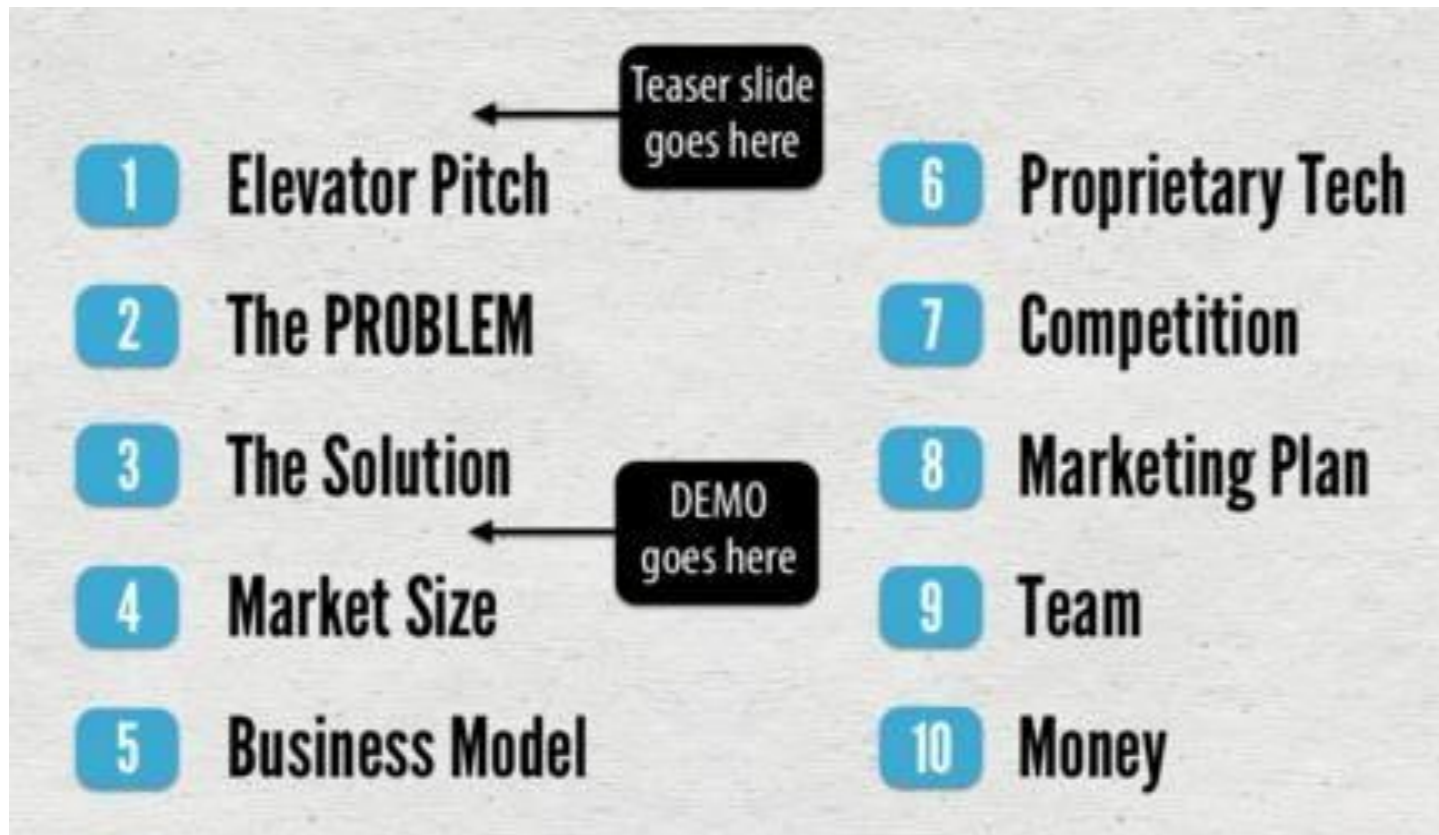 Teaser slide
goes here
1 Elevator Pitch
2 The PROBLEM
3 The Solution
DEMO
goes here
4 Market Size
5 Business Model
6 Proprietary Tech
7 Competition
8 Marketing Plan
9 Team
10 Money